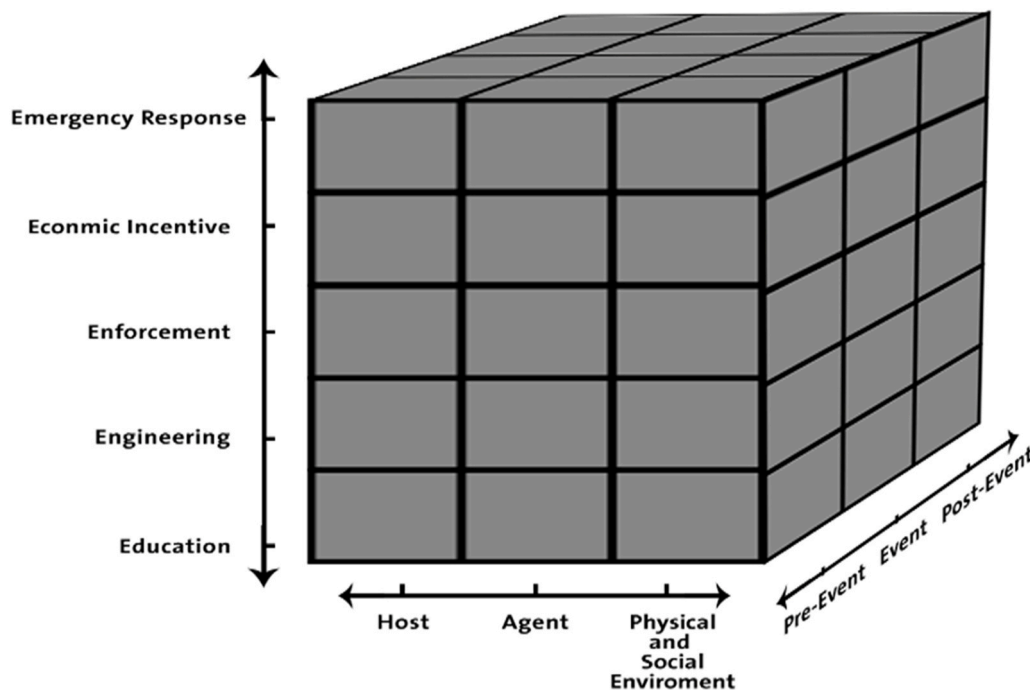 Emergency Response
Econmic Incentive
Enforcement
Engineering
Education
Host
Agent
Physical
and
Social
Enviroment
Pre-Event
Event
Post-Event